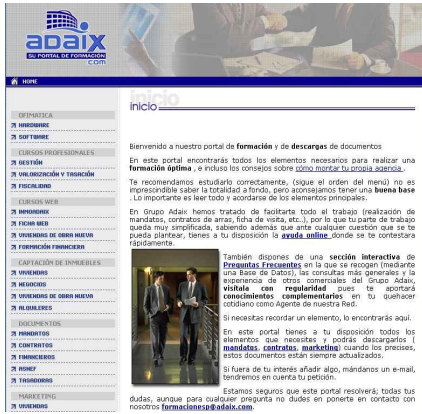 adaix
SU PORTAL DE FORMACIÓN
.com
HOME
OFIMATICA
HARDWARE
SOFTWARE
CURSOS PROFESIONALES
GESTIÓN
VALORIZACIÓN Y TASACIÓN
FISCALIDAD
CURSOS WEB
INMOADAIX
FICHA WEB
VIVIENDAS DE OBRA NUEVA
FORMACIÓN FINANCIERA
CAPTACIÓN DE INMUEBLES
VIVIENDAS
NEGOCIOS
VIVIENDAS DE OBRA NUEVA
ALQUILERES
DOCUMENTOS
MANDATOS
CONTRATOS
FINANCIEROS
ASNEF
TASADORAS
MARKETING
VIVIENDAS
inicio
inicio
Bienvenido a nuestro portal de formación y de descargas de documentos
En este portal encontrarás todos los elementos necesarios para realizar una
formación óptima , e incluso los consejos sobre cómo montar tu propia agencia .
Te recomendamos estudiarlo correctamente, (sigue el orden del menú) no es
imprescindible saber la totalidad a fondo, pero aconsejamos tener una buena base
. Lo importante es leer todo y acordarse de los elementos principales.
En Grupo Adaix hemos tratado de facilitarte todo el trabajo (realización de
mandatos, contratos de arras, ficha de visita, etc..), por lo que tu parte de trabajo
queda muy simplificada, sabiendo además que ante cualquier cuestión que se te
pueda plantear, tienes a tu disposición la ayuda online donde se te contestara
rápidamente.
También dispones de una sección interactiva de
Preguntas Frecuentes en la que se recogen (mediante
una Base de Datos), las consultas más generales y la
experiencia de otros comerciales del Grupo Adaix,
visítala con regularidad pues te aportará
conocimientos complementarios en tu quehacer
cotidiano como Agente de nuestra Red.
Si necesitas recordar un elemento, lo encontrarás aquí.
En este portal tienes a tu disposición todos los
elementos que necesites y podrás descargarlos (
mandatos, contratos, marketing) cuando los precises,
estos documentos están siempre actualizados.
Si fuera de tu interés añadir algo, mándanos un e-mail,
tendremos en cuenta tu petición.
Estamos seguros que este portal resolverá; todas tus
dudas, aunque para cualquier pregunta no dudes en ponerte en contacto con
nosotros formacionesp@adaix.com.